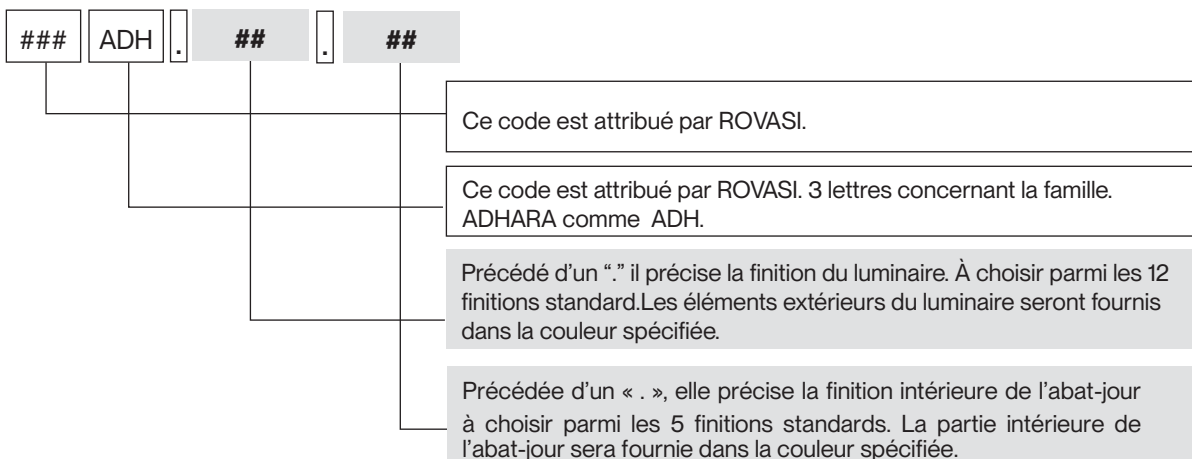 ### ADH . ## . ##
Ce code est attribué par ROVASI.
Ce code est attribué par ROVASI. 3 lettres concernant la famille.
ADHARA comme ADH.
Précédé d'un “.” il précise la finition du luminaire. À choisir parmi les 12
finitions standard.Les éléments extérieurs du luminaire seront fournis
dans la couleur spécifiée.
Précédée d'un « . », elle précise la finition intérieure de l'abat-jour
à choisir parmi les 5 finitions standards. La partie intérieure de
l'abat-jour sera fournie dans la couleur spécifiée.